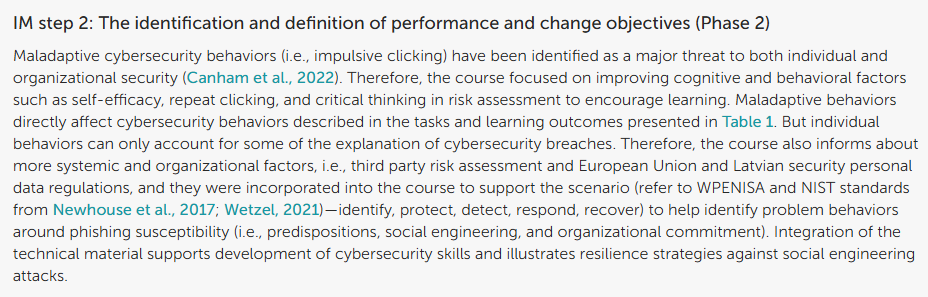 IM step 2: The identification and definition of performance and change objectives (Phase 2)
Maladaptive cybersecurity behaviors (i.e., impulsive clicking) have been identified as a major threat to both individual and
organizational security (Canham et al., 2022). Therefore, the course focused on improving cognitive and behavioral factors
such as self-efficacy, repeat clicking, and critical thinking in risk assessment to encourage learning. Maladaptive behaviors
directly affect cybersecurity behaviors described in the tasks and learning outcomes presented in Table 1. But individual
behaviors can only account for some of the explanation of cybersecurity breaches. Therefore, the course also informs about
more systemic and organizational factors, i.e., third party risk assessment and European Union and Latvian security personal
data regulations, and they were incorporated into the course to support the scenario (refer to WPENISA and NIST standards
from Newhouse et al., 2017; Wetzel, 2021)—identify, protect, detect, respond, recover) to help identify problem behaviors
around phishing susceptibility (i.e., predispositions, social engineering, and organizational commitment). Integration of the
technical material supports development of cybersecurity skills and illustrates resilience strategies against social engineering
attacks.